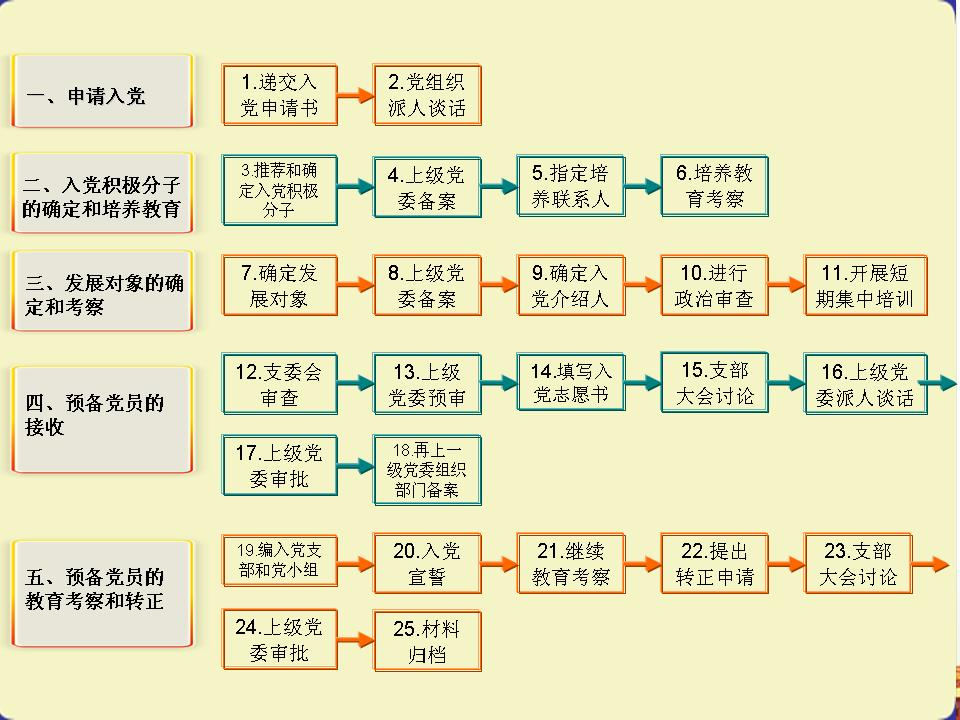 一、申请入党
1.递交入
党申请书
2.党组织
派人谈话
二、入党积极分子
的确定和培养教育
3.推荐和确
定入党积极
分子
4.上级党
委备案
5.指定培
养联系人
6.培养教
育考察
三、发展对象的确
定和考察
7.确定发
展对象
8.上级党
委备案
9.确定入
党介绍人
10.进行
政治审查
11.开展短
期集中培训
四、预备党员的
接收
12.支委会
审查
13.上级
党委预审
14.填写入
党志愿书
15.支部
大会讨论
16.上级党
委派人谈话
17.上级党
委审批
18.再上一
级党委组织
部门备案
五、预备党员的
教育考察和转正
19.编入党支
部和党小组
20.入党
宣誓
21.继续
教育考察
22.提出
转正申请
23.支部
大会讨论
24.上级党
委审批
25.材料
归档